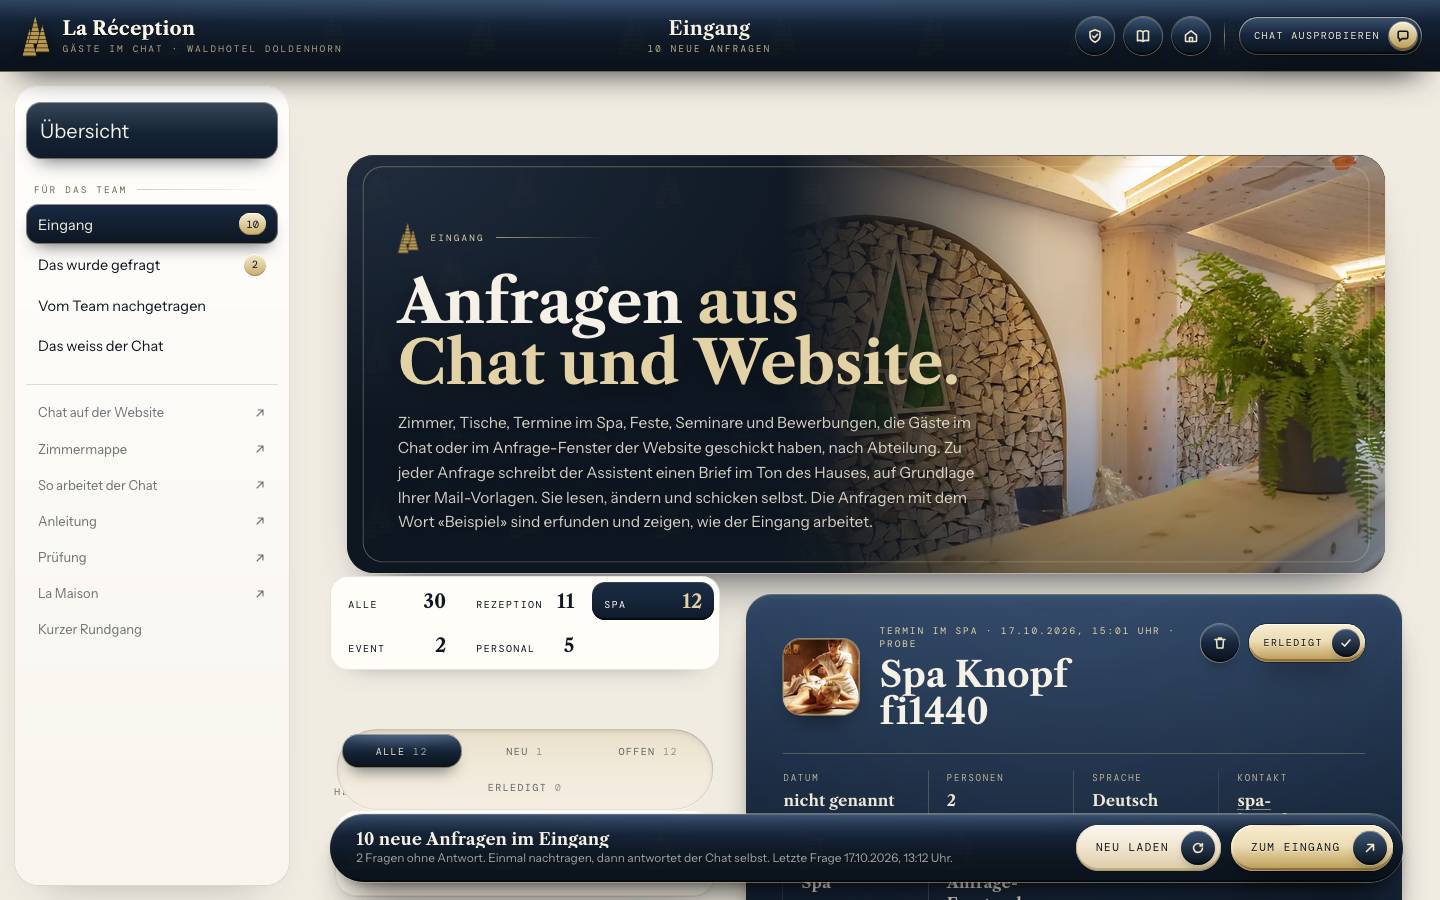 La Réception
GÄSTE IM CHAT · WALDHOTEL DOLDENHORN
Eingang
10 NEUE ANFRAGEN
CHAT AUSPROBIEREN
Übersicht
FÜR DAS TEAM
Eingang 10
Das wurde gefragt 2
Vom Team nachgetragen
Das weiss der Chat
Chat auf der Website
Zimmermappe
So arbeitet der Chat
Anleitung
Prüfung
La Maison
Kurzer Rundgang
EINGANG
Anfragen aus
Chat und Website.
Zimmer, Tische, Termine im Spa, Feste, Seminare und Bewerbungen, die Gäste im
Chat oder im Anfrage-Fenster der Website geschickt haben, nach Abteilung. Zu
jeder Anfrage schreibt der Assistent einen Brief im Ton des Hauses, auf Grundlage
Ihrer Mail-Vorlagen. Sie lesen, ändern und schicken selbst. Die Anfragen mit dem
Wort «Beispiel» sind erfunden und zeigen, wie der Eingang arbeitet.
ALLE 30 REZEPTION 11 SPA 12
EVENT 2 PERSONAL 5
ALLE 12 NEU 1 OFFEN 12
ERLEDIGT 0
TERMIN IM SPA · 17.10.2026, 15:01 UHR ·
PROBE
Spa Knopf
fi1440
ERLEDIGT
DATUM PERSONEN SPRACHE KONTAKT
nicht genannt 2 Deutsch spa-
10 neue Anfragen im Eingang
2 Fragen ohne Antwort. Einmal nachtragen, dann antwortet der Chat selbst. Letzte Frage 17.10.2026, 13:12 Uhr.
NEU LADEN
ZUM EINGANG
Spa Anfrage-